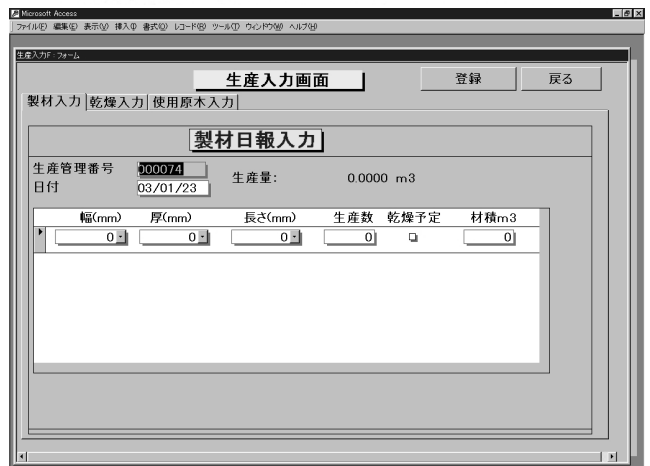 Microsoft Access
ファイル(F) 編集(E) 表示(V) 挿入(I) 書式(O) レコード(R) ツール(T) ウィンドウ(W) ヘルプ(H)
生産入力F : フォーム
生産入力画面 登録 戻る
製材入力 乾燥入力 使用原木入力
製材日報入力
生産管理番号 000074
生産量: 0.0000 m3
日付 03/01/23
幅(mm) 厚(mm) 長さ(mm) 生産数 乾燥予定 材積m3
0 0 0 0 0